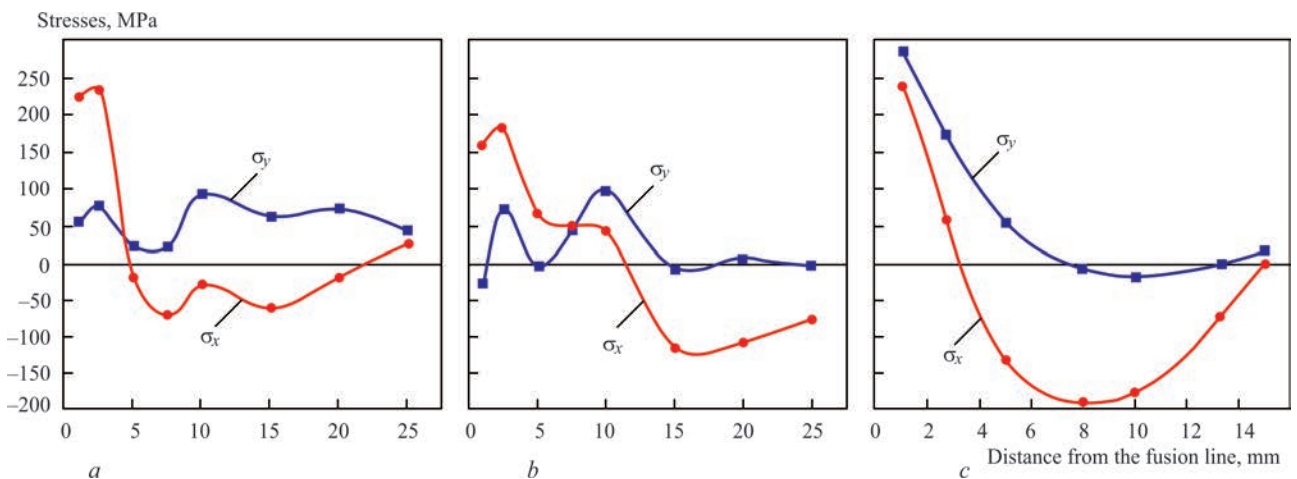 Stresses, MPa
250
200
150
100
50
0
–50
–100
–150
–200
σy
σx
0 5 10 15 20 25
a
σy
σx
0 5 10 15 20 25
b
σy
σx
0 2 4 6 8 10 12 14
c
Distance from the fusion line, mm